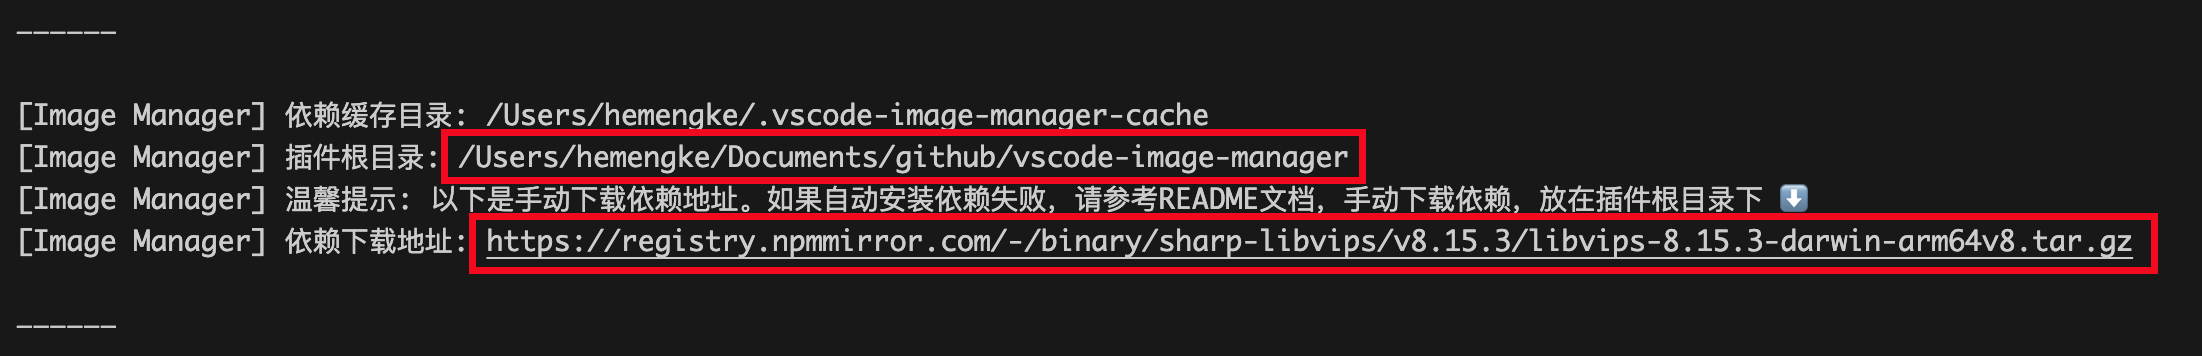 ______
[Image Manager] 依赖缓存目录: /Users/hemengke/.vscode-image-manager-cache
[Image Manager] 插件根目录: /Users/hemengke/Documents/github/vscode-image-manager
[Image Manager] 温馨提示: 以下是手动下载依赖地址。如果自动安装依赖失败，请参考README文档，手动下载依赖，放在插件根目录下 ⬇️
[Image Manager] 依赖下载地址: https://registry.npmmirror.com/-/binary/sharp-libvips/v8.15.3/libvips-8.15.3-darwin-arm64v8.tar.gz
______